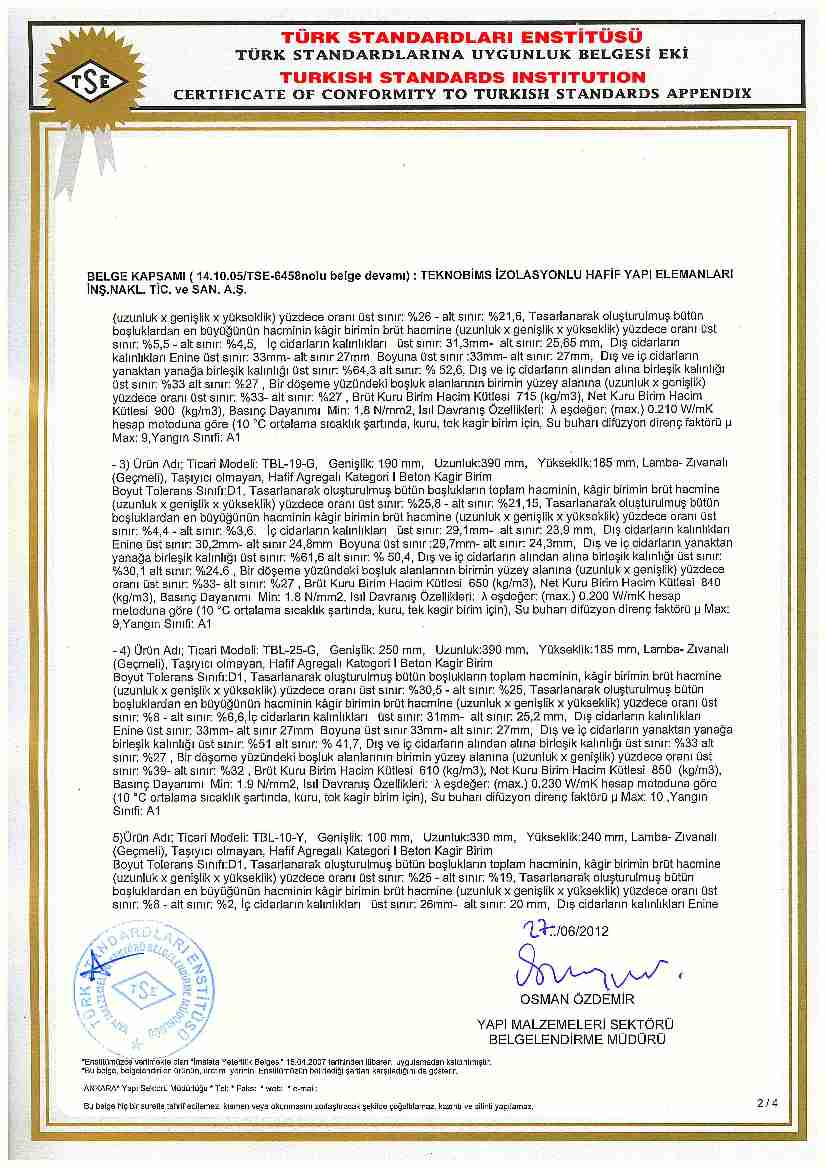 TÜRK STANDARDLARI ENSTİTÜSÜ
TÜRK STANDARDLARINA UYGUNLUK BELGESİ EKİ
TURKISH STANDARDS INSTITUTION
CERTIFICATE OF CONFORMITY TO TURKISH STANDARDS APPENDIX
TSE
BELGE KAPSAMI ( 14.10.05/TSE-6458nolu belge devamı) : TEKNOBİMS İZOLASYONLU HAFİF YAPI ELEMANLARI
İNŞ.NAKL. TİC. ve SAN. A.Ş.
(uzunluk x genişlik x yükseklik) yüzdece oranı üst sınır: %26 - alt sınır: %21,6, Tasarlanarak oluşturulmuş bütün
boşluklardan en büyüğünün hacminin kâgir birimin brüt hacmine (uzunluk x genişlik x yükseklik) yüzdece oranı üst
sınır: %5,5 - alt sınır: %4,5, İç cidarların kalınlıkları üst sınır: 31,3mm- alt sınır: 25,65 mm, Dış cidarların
kalınlıkları Enine üst sınır: 33mm- alt sınır 27mm Boyuna üst sınır :33mm- alt sınır: 27mm, Dış ve iç cidarların
yanaktan yanağa birleşik kalınlığı üst sınır: %64,3 alt sınır: % 52,6, Dış ve iç cidarların alından alına birleşik kalınlığı
üst sınır: %33 alt sınır: %27 , Bir döşeme yüzündeki boşluk alanlarının birimin yüzey alanına (uzunluk x genişlik)
yüzdece oranı üst sınır: %33- alt sınır: %27 , Brüt Kuru Birim Hacim Kütlesi 715 (kg/m3), Net Kuru Birim Hacim
Kütlesi 900 (kg/m3), Basınç Dayanımı Min: 1,8 N/mm2, Isıl Davranış Özellikleri: λ eşdeğer: (max.) 0.210 W/mK
hesap metoduna göre (10 °C ortalama sıcaklık şartında, kuru, tek kagir birim için, Su buharı difüzyon direnç faktörü µ
Max: 9,Yangın Sınıfı: A1
- 3) Ürün Adı; Ticari Modeli: TBL-19-G, Genişlik: 190 mm, Uzunluk:390 mm, Yükseklik:185 mm, Lamba- Zıvanalı
(Geçmeli), Taşıyıcı olmayan, Hafif Agregalı Kategori I Beton Kagir Birim
Boyut Tolerans Sınıfı:D1, Tasarlanarak oluşturulmuş bütün boşlukların toplam hacminin, kâgir birimin brüt hacmine
(uzunluk x genişlik x yükseklik) yüzdece oranı üst sınır: %25,8 - alt sınır: %21,15, Tasarlanarak oluşturulmuş bütün
boşluklardan en büyüğünün hacminin kâgir birimin brüt hacmine (uzunluk x genişlik x yükseklik) yüzdece oranı üst
sınır: %4,4 - alt sınır: %3,6, İç cidarların kalınlıkları üst sınır: 29,1mm- alt sınır: 23,9 mm, Dış cidarların kalınlıkları
Enine üst sınır: 30,2mm- alt sınır 24,8mm Boyuna üst sınır :29,7mm- alt sınır: 24,3mm, Dış ve iç cidarların yanaktan
yanağa birleşik kalınlığı üst sınır: %61,6 alt sınır: % 50,4, Dış ve iç cidarların alından alına birleşik kalınlığı üst sınır:
%30,1 alt sınır: %24,6 , Bir döşeme yüzündeki boşluk alanlarının birimin yüzey alanına (uzunluk x genişlik) yüzdece
oranı üst sınır: %33- alt sınır: %27 , Brüt Kuru Birim Hacim Kütlesi 650 (kg/m3), Net Kuru Birim Hacim Kütlesi 840
(kg/m3), Basınç Dayanımı Min: 1.8 N/mm2, Isıl Davranış Özellikleri: λ eşdeğer: (max.) 0.200 W/mK hesap
metoduna göre (10 °C ortalama sıcaklık şartında, kuru, tek kagir birim için), Su buharı difüzyon direnç faktörü µ Max:
9,Yangın Sınıfı: A1
- 4) Ürün Adı; Ticari Modeli: TBL-25-G, Genişlik: 250 mm, Uzunluk:390 mm, Yükseklik:185 mm, Lamba- Zıvanalı
(Geçmeli), Taşıyıcı olmayan, Hafif Agregalı Kategori I Beton Kagir Birim
Boyut Tolerans Sınıfı:D1, Tasarlanarak oluşturulmuş bütün boşlukların toplam hacminin, kâgir birimin brüt hacmine
(uzunluk x genişlik x yükseklik) yüzdece oranı üst sınır: %30,5 - alt sınır: %25, Tasarlanarak oluşturulmuş bütün
boşluklardan en büyüğünün hacminin kâgir birimin brüt hacmine (uzunluk x genişlik x yükseklik) yüzdece oranı üst
sınır: %8 - alt sınır: %6,6,İç cidarların kalınlıkları üst sınır: 31mm- alt sınır: 25,2 mm, Dış cidarların kalınlıkları
Enine üst sınır: 33mm- alt sınır 27mm Boyuna üst sınır 33mm- alt sınır: 27mm, Dış ve iç cidarların yanaktan yanağa
birleşik kalınlığı üst sınır: %51 alt sınır: % 41,7, Dış ve iç cidarların alından alına birleşik kalınlığı üst sınır: %33 alt
sınır: %27 , Bir döşeme yüzündeki boşluk alanlarının birimin yüzey alanına (uzunluk x genişlik) yüzdece oranı üst
sınır: %39- alt sınır: %32 , Brüt Kuru Birim Hacim Kütlesi 610 (kg/m3), Net Kuru Birim Hacim Kütlesi 850 (kg/m3),
Basınç Dayanımı Min: 1.9 N/mm2, Isıl Davranış Özellikleri: λ eşdeğer: (max.) 0.230 W/mK hesap metoduna göre
(10 °C ortalama sıcaklık şartında, kuru, tek kagir birim için), Su buharı difüzyon direnç faktörü µ Max: 10 ,Yangın
Sınıfı: A1
5)Ürün Adı; Ticari Modeli: TBL-10-Y, Genişlik: 100 mm, Uzunluk:330 mm, Yükseklik:240 mm, Lamba- Zıvanalı
(Geçmeli), Taşıyıcı olmayan, Hafif Agregalı Kategori I Beton Kagir Birim
Boyut Tolerans Sınıfı:D1, Tasarlanarak oluşturulmuş bütün boşlukların toplam hacminin, kâgir birimin brüt hacmine
(uzunluk x genişlik x yükseklik) yüzdece oranı üst sınır: %25 - alt sınır: %19, Tasarlanarak oluşturulmuş bütün
boşluklardan en büyüğünün hacminin kâgir birimin brüt hacmine (uzunluk x genişlik x yükseklik) yüzdece oranı üst
sınır: %8 - alt sınır: %2, İç cidarların kalınlıkları üst sınır: 26mm- alt sınır: 20 mm, Dış cidarların kalınlıkları Enine
27./06/2012
OSMAN ÖZDEMİR
YAPI MALZEMELERİ SEKTÖRÜ
BELGELENDİRME MÜDÜRÜ
TÜRK STANDARDLARI ENSTİTÜSÜ
TSE
"Enstitümüzce verilmekte olan "İmalata Yeterlilik Belgesi" 15.04.2007 tarihinden itibaren uygulamadan kaldırılmıştır.
"Bu belge, belgelendirilen ürünün, üretim yerinin Enstitümüzün belirlediği şartları karşıladığını da gösterir.
ANKARA* Yapı Sektörü Müdürlüğü * Tel: * Faks: * web: * e-mail:
Bu belge hiç bir suretle tahrif edilemez, kısmen veya okunmasını zorlaştıracak şekilde çoğaltılamaz, kazıntı ve silinti yapılamaz.
2 / 4